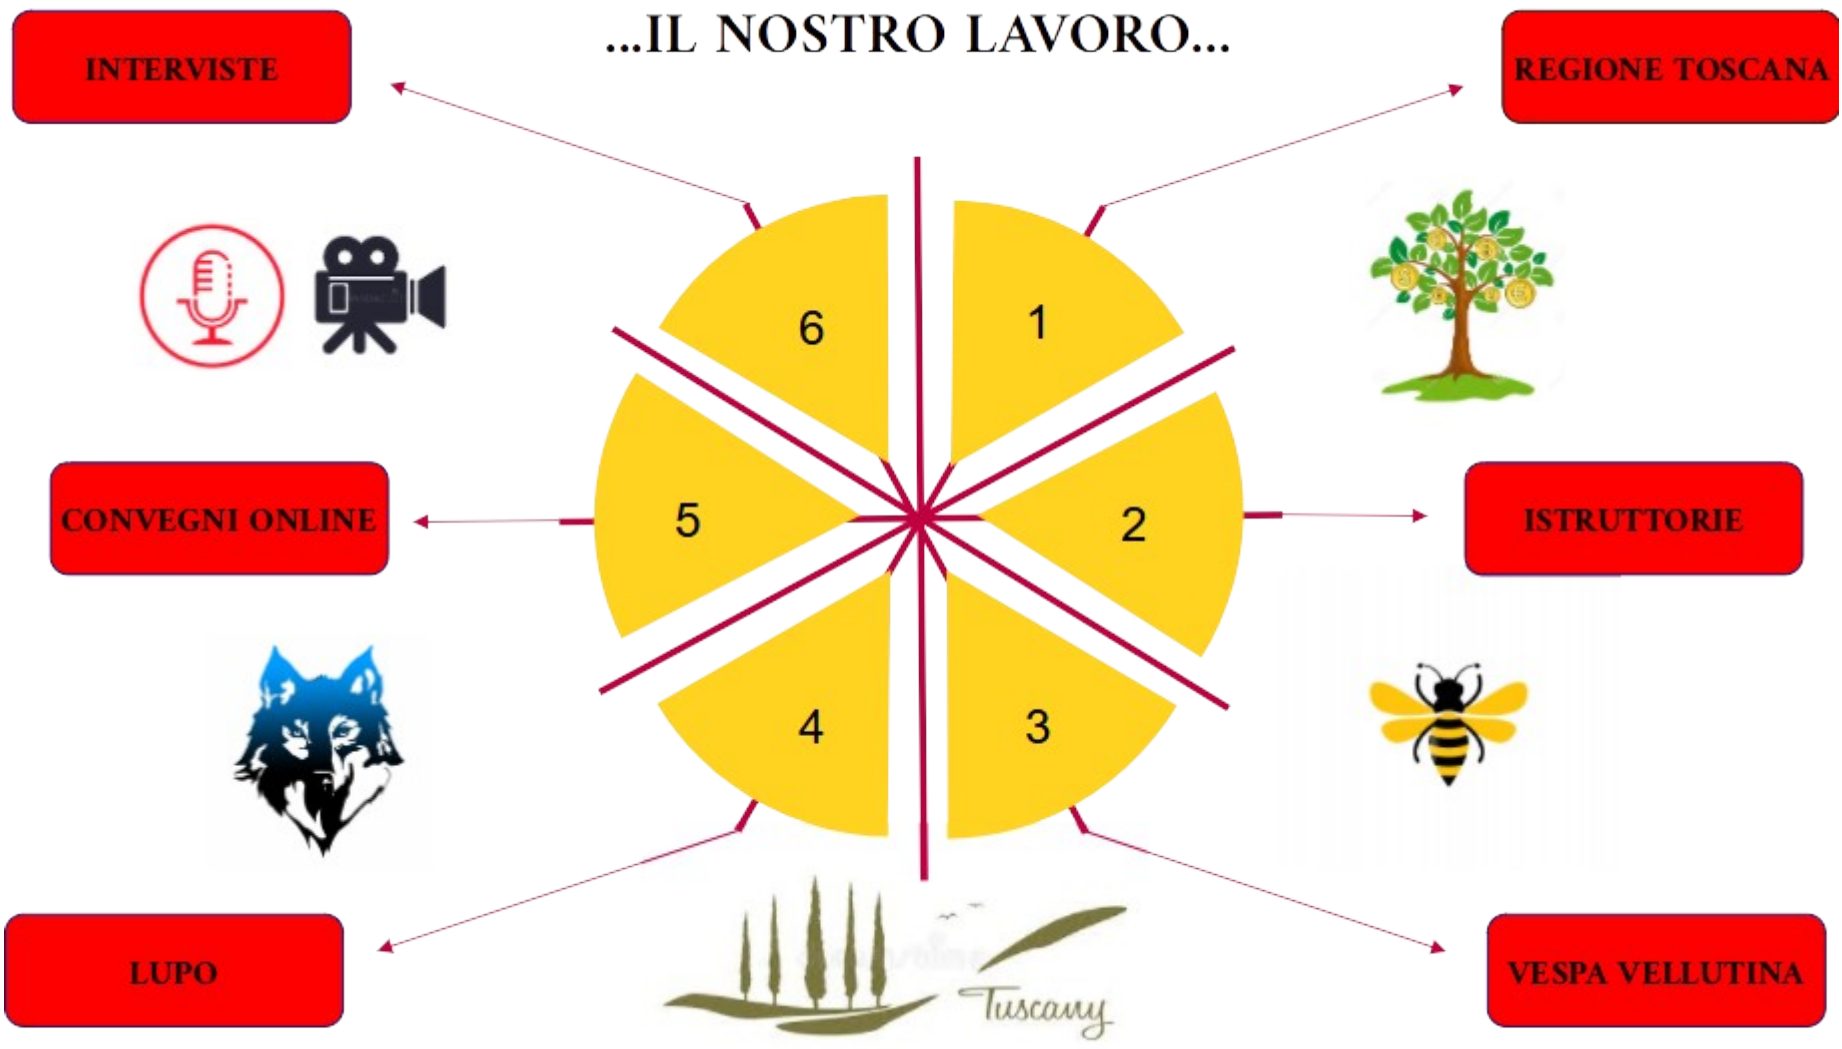 ...IL NOSTRO LAVORO...
INTERVISTE
REGIONE TOSCANA
6
1
CONVEGNI ONLINE
5
2
ISTRUTTORIE
4
3
LUPO
Tuscany
VESPA VELLUTINA